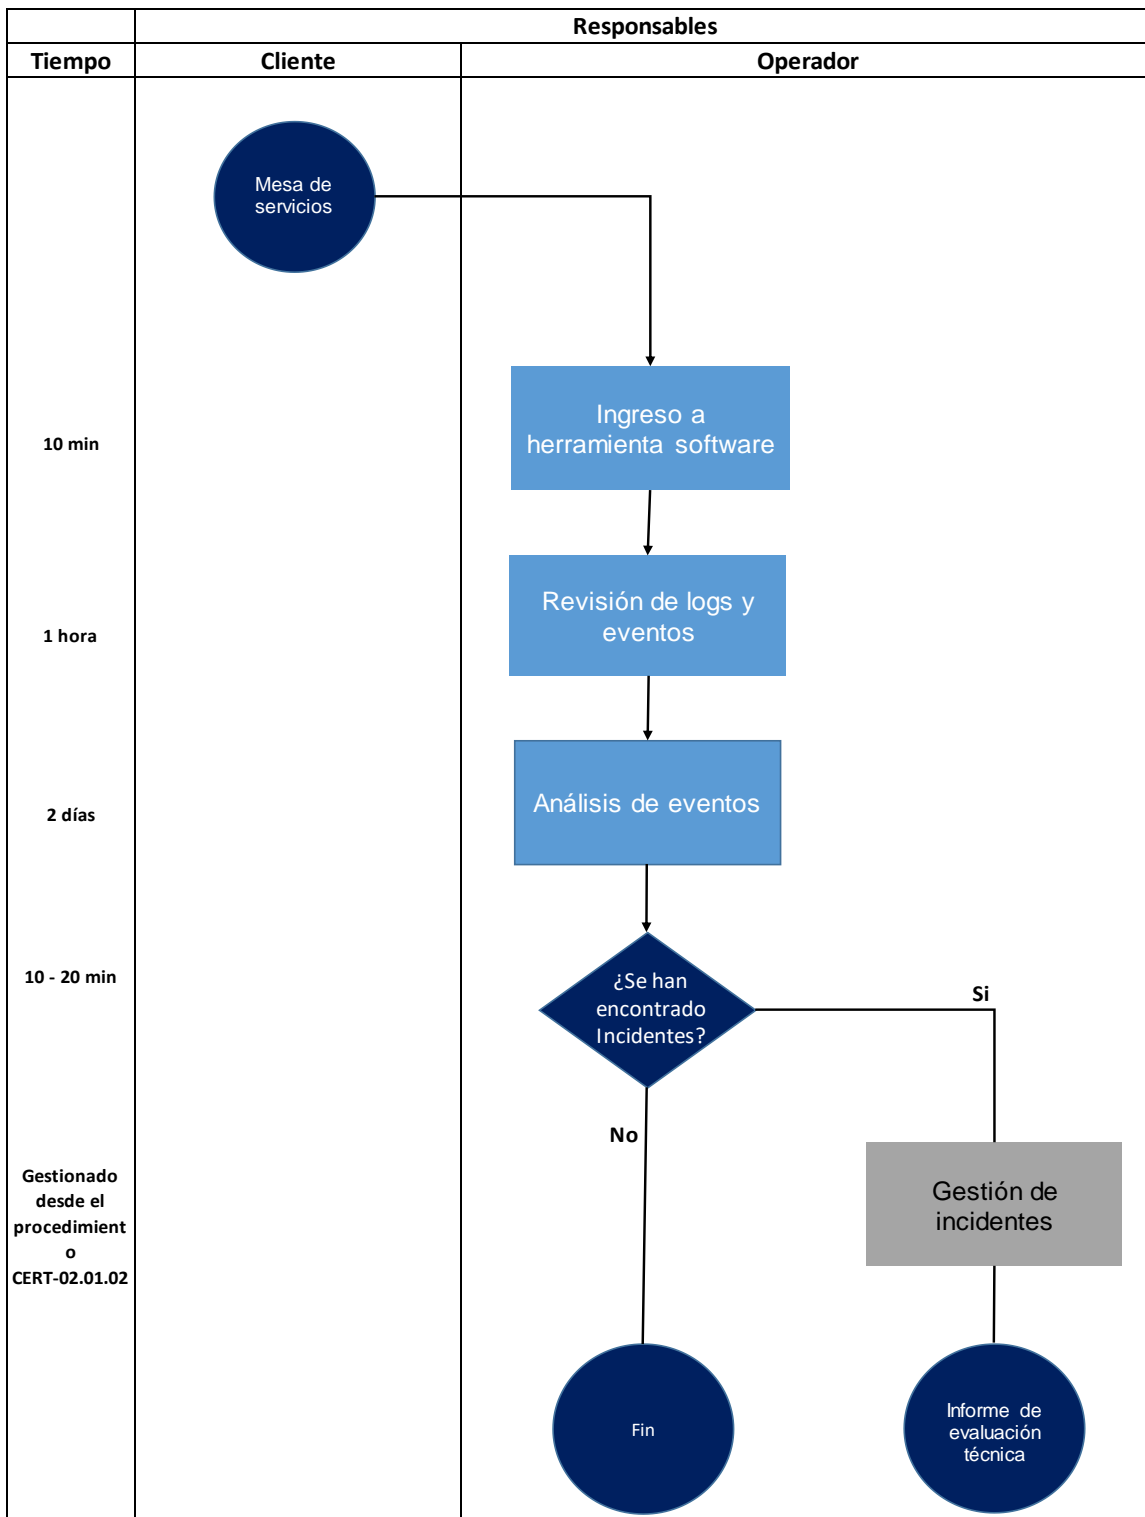 Responsables
Tiempo
Cliente
Operador
Mesa de
servicios
Ingreso a
herramienta software
10 min
Revisión de logs y
eventos
1 hora
Análisis de eventos
2 días
10 - 20 min
¿Se han
encontrado
Incidentes?
Si
No
Gestionado
desde el
procedimient
o
CERT-02.01.02
Gestión de
incidentes
Fin
Informe de
evaluación
técnica